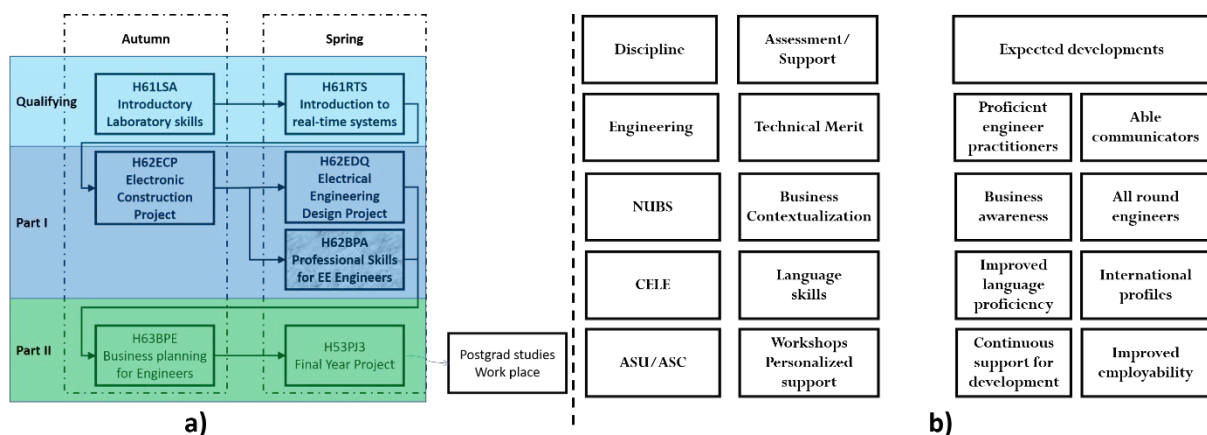 Autumn
Spring
Qualifying
H61LSA
Introductory
Laboratory skills
H61RTS
Introduction to
real-time systems
Part I
H62ECP
Electronic
Construction
Project
H62EDQ
Electrical
Engineering
Design Project
H62BPA
Professional Skills
for EE Engineers
Part II
H63BPE
Business planning
for Engineers
H53PJ3
Final Year Project
Postgrad studies
Work place
a)
Discipline
Assessment/
Support
Expected developments
Engineering
Technical Merit
Proficient
engineer
practitioners
Able
communicators
NUBS
Business
Contextualization
Business
awareness
All round
engineers
CELE
Language
skills
Improved
language
proficiency
International
profiles
ASU/ASC
Workshops
Personalized
support
Continuous
support for
development
Improved
employability
b)